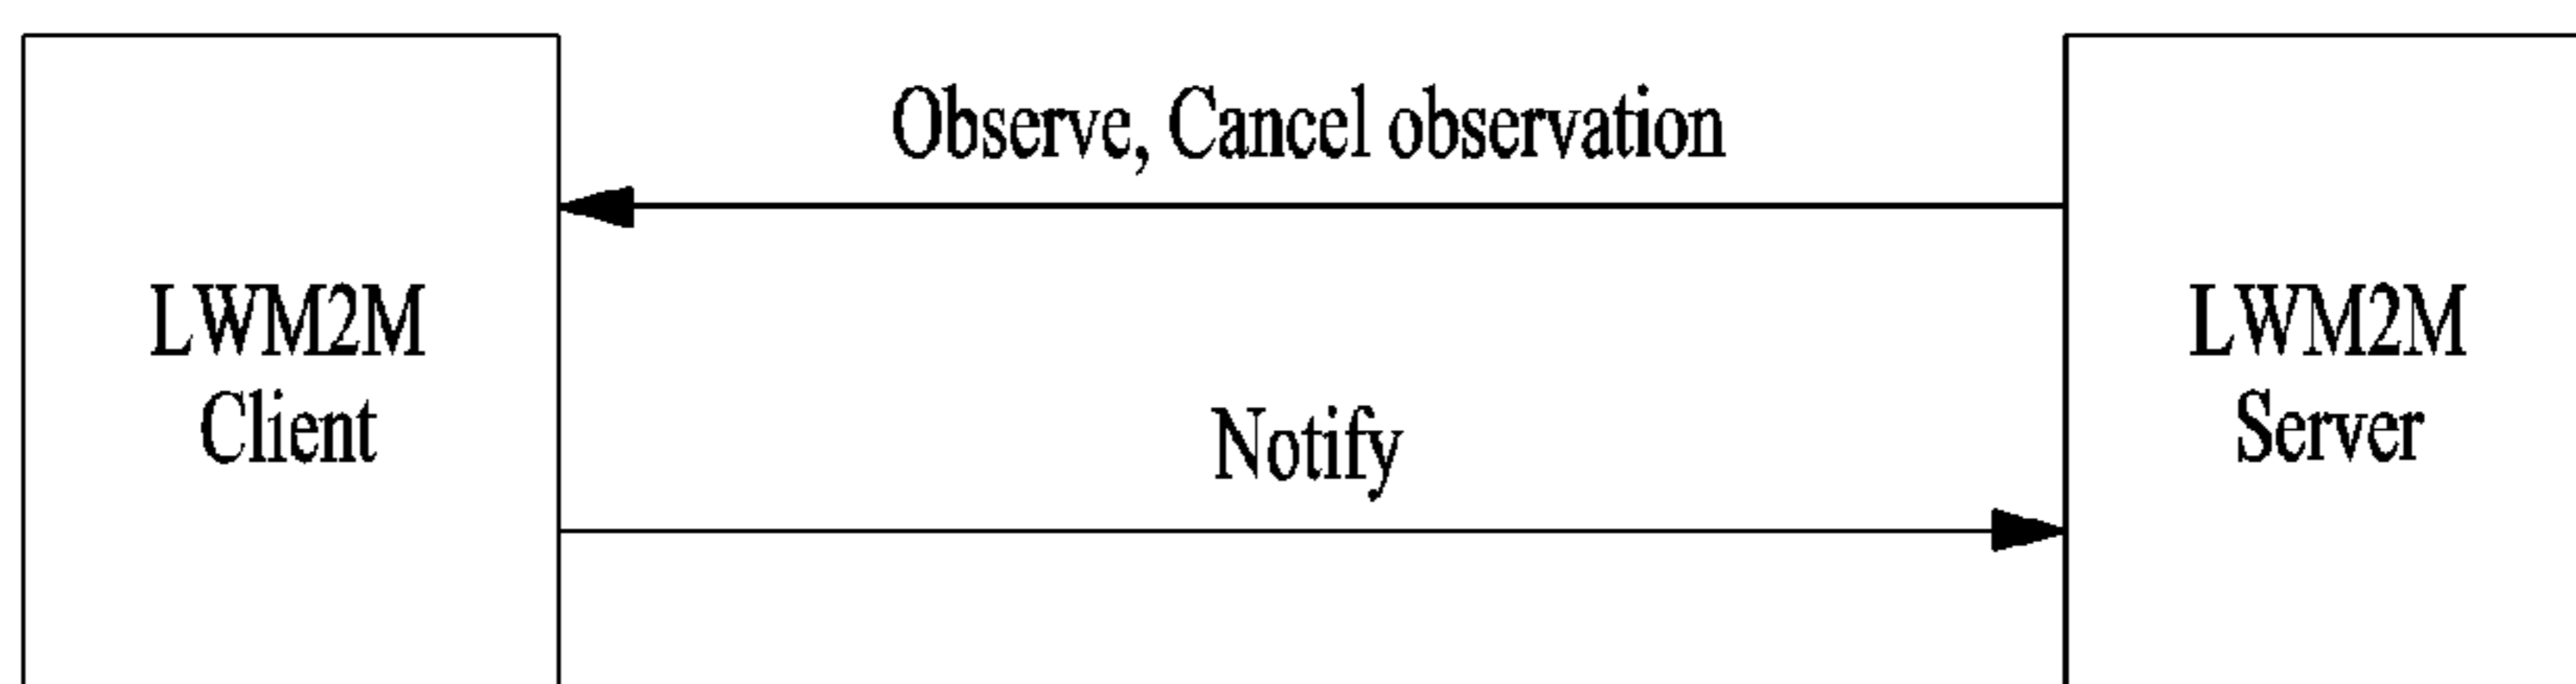 Observe, Cancel observation
LWM2M
Client
Notify
LWM2M
Server